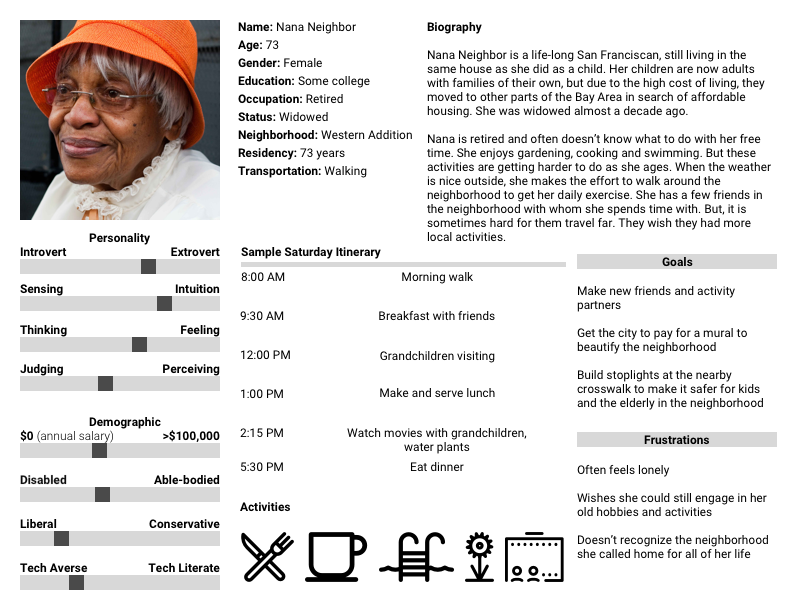 Name: Nana Neighbor
Age: 73
Gender: Female
Education: Some college
Occupation: Retired
Status: Widowed
Neighborhood: Western Addition
Residency: 73 years
Transportation: Walking
Biography
Nana Neighbor is a life-long San Franciscan, still living in the
same house as she did as a child. Her children are now adults
with families of their own, but due to the high cost of living, they
moved to other parts of the Bay Area in search of affordable
housing. She was widowed almost a decade ago.
Nana is retired and often doesn't know what to do with her free
time. She enjoys gardening, cooking and swimming. But these
activities are getting harder to do as she ages. When the weather
is nice outside, she makes the effort to walk around the
neighborhood to get her daily exercise. She has a few friends in
the neighborhood with whom she spends time with. But, it is
sometimes hard for them travel far. They wish they had more
local activities.
Personality
Introvert Extrovert
Sensing Intuition
Thinking Feeling
Judging Perceiving
Demographic
$0 (annual salary) >$100,000
Disabled Able-bodied
Liberal Conservative
Tech Averse Tech Literate
Sample Saturday Itinerary
8:00 AM Morning walk
9:30 AM Breakfast with friends
12:00 PM Grandchildren visiting
1:00 PM Make and serve lunch
2:15 PM Watch movies with grandchildren,
water plants
5:30 PM Eat dinner
Activities
Goals
Make new friends and activity
partners
Get the city to pay for a mural to
beautify the neighborhood
Build stoplights at the nearby
crosswalk to make it safer for kids
and the elderly in the neighborhood
Frustrations
Often feels lonely
Wishes she could still engage in her
old hobbies and activities
Doesn't recognize the neighborhood
she called home for all of her life